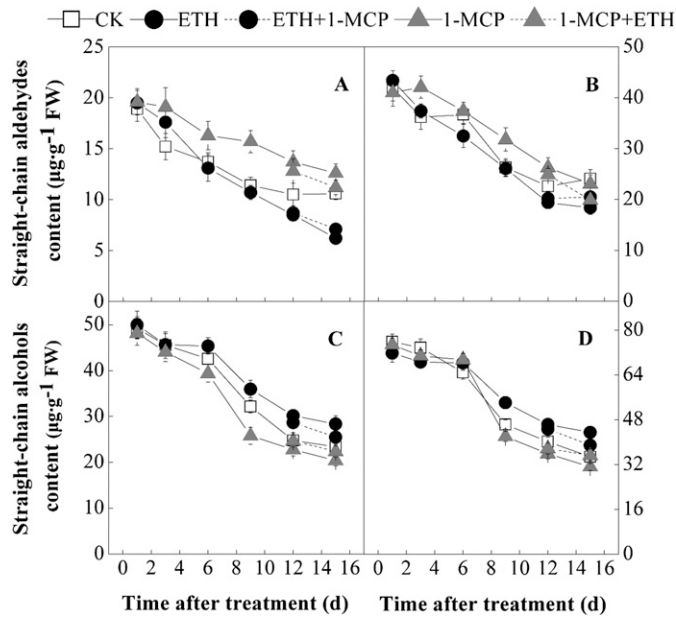 CK ETH ETH+1-MCP 1-MCP 1-MCP+ETH
25
20
15
10
5
0
Straight-chain aldehydes
content (μg·g⁻¹ FW)
A
B
50
40
30
20
10
0
50
40
30
20
10
0
Straight-chain alcohols
content (μg·g⁻¹ FW)
C
D
80
64
48
32
16
0
0 2 4 6 8 10 12 14 16
0 2 4 6 8 10 12 14 16
Time after treatment (d)
Time after treatment (d)